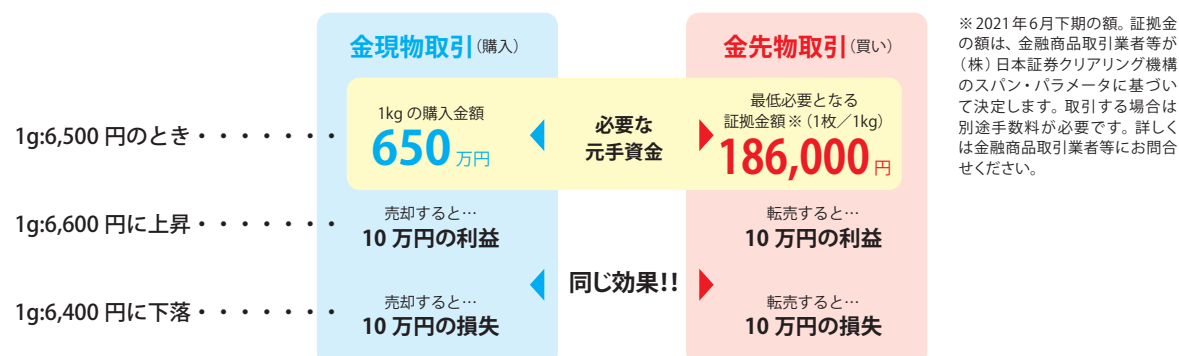 金現物取引(購入)
金先物取引(買い)
1g:6,500 円のとき・・・・・・・
1kg の購入金額
650 万円
必要な
元手資金
最低必要となる
証拠金額※(1枚/1kg)
186,000 円
1g:6,600 円に上昇・・・・・・・
売却すると…
10 万円の利益
転売すると…
10 万円の利益
同じ効果!!
1g:6,400 円に下落・・・・・・・
売却すると…
10 万円の損失
転売すると…
10 万円の損失
※2021年6月下期の額。証拠金
の額は、金融商品取引業者等が
(株)日本証券クリアリング機構
のスパン・パラメータに基づい
て決定します。取引する場合は
別途手数料が必要です。詳しく
は金融商品取引業者等にお問合
せください。